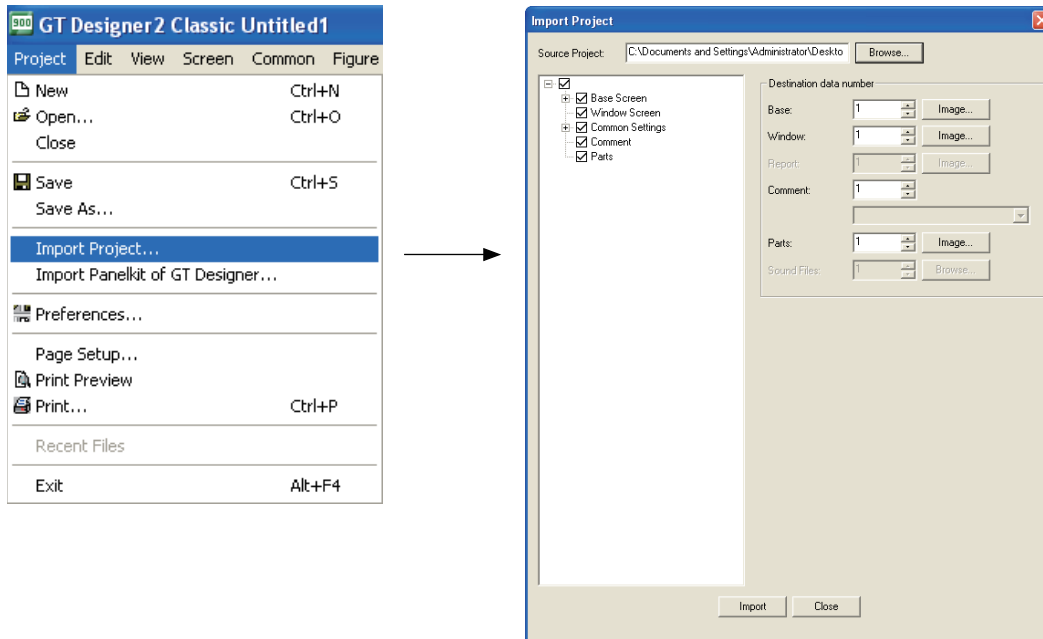 900 GT Designer2 Classic Untitled1
Project Edit View Screen Common Figure
New Ctrl+N
Open... Ctrl+O
Close
Save Ctrl+S
Save As...
Import Project...
Import Panelkit of GT Designer...
Preferences...
Page Setup...
Print Preview
Print... Ctrl+P
Recent Files
Exit Alt+F4
Import Project
Source Project: C:\Documents and Settings\Administrator\Deskto Browse...
Base Screen
Window Screen
Common Settings
Comment
Parts
Destination data number
Base: 1 Image...
Window: 1 Image...
Report: 1 Image...
Comment: 1
Parts: 1 Image...
Sound Files: 1 Browse...
Import Close